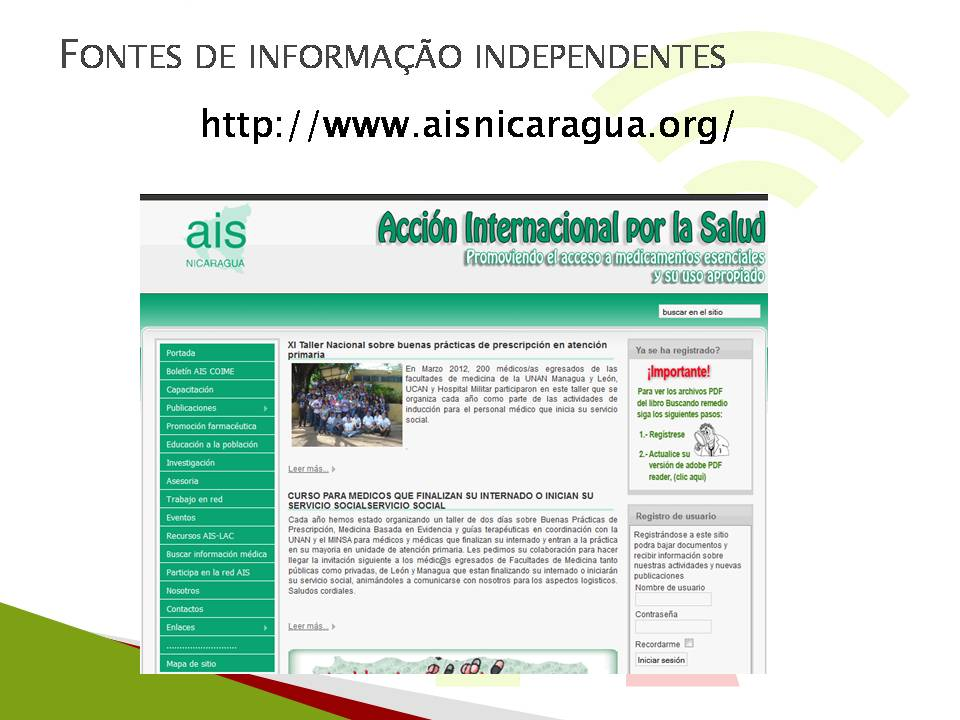 FONTES DE INFORMAÇÃO INDEPENDENTES
http://www.aisnicaragua.org/
ais
NICARAGUA
Acción Internacional por la Salud
Promoviendo el acceso a medicamentos esenciales
y su uso apropiado
buscar en el sitio
Portada
Boletín AIS COIME
Capacitación
Publicaciones
Promoción farmacéutica
Educación a la población
Investigación
Asesoria
Trabajo en red
Eventos
Recursos AIS-LAC
Buscar información médica
Participa en la red AIS
Nosotros
Contactos
Enlaces
............................
Mapa de sitio
XI Taller Nacional sobre buenas prácticas de prescripción en atención
primaria
En Marzo 2012, 200 médicos/as egresados de las
facultades de medicina de la UNAN Managua y León,
UCAN y Hospital Militar participaron en este taller que se
organiza cada año como parte de las actividades de
inducción para el personal médico que inicia su servicio
social.
Leer más...
CURSO PARA MEDICOS QUE FINALIZAN SU INTERNADO O INICIAN SU
SERVICIO SOCIALSERVICIO SOCIAL
Cada año hemos estado organizando un taller de dos días sobre Buenas Prácticas de
Prescripción, Medicina Basada en Evidencia y guías terapéuticas en coordinación con la
UNAN y el MINSA para médicos y médicas que finalizan su internado y entran a la práctica
en su mayoría en unidade de atención primaria. Les pedimos su colaboración para hacer
llegar la invitación siguiente a los médic@s egresados de Facultades de Medicina tanto
públicas como privadas, de León y Managua que estan finalizando su internado o iniciarán
su servicio social, animándoles a comunicarse con nosotros para los aspectos logisticos.
Saludos cordiales.
Leer más...
Ya se ha registrado?
¡Importante!
Para ver los archivos PDF
del libro Buscando remedio
siga los siguientes pasos:
1.- Regístrese
2.- Actualice su
versión de adobe PDF
reader, (clic aquí)
Registro de usuario
Registrándose a este sitio
podra bajar documentos y
recibir información sobre
nuestras actividades y nuevas
publicaciones
Nombre de usuario
Contraseña
Recordarme
Iniciar sesión